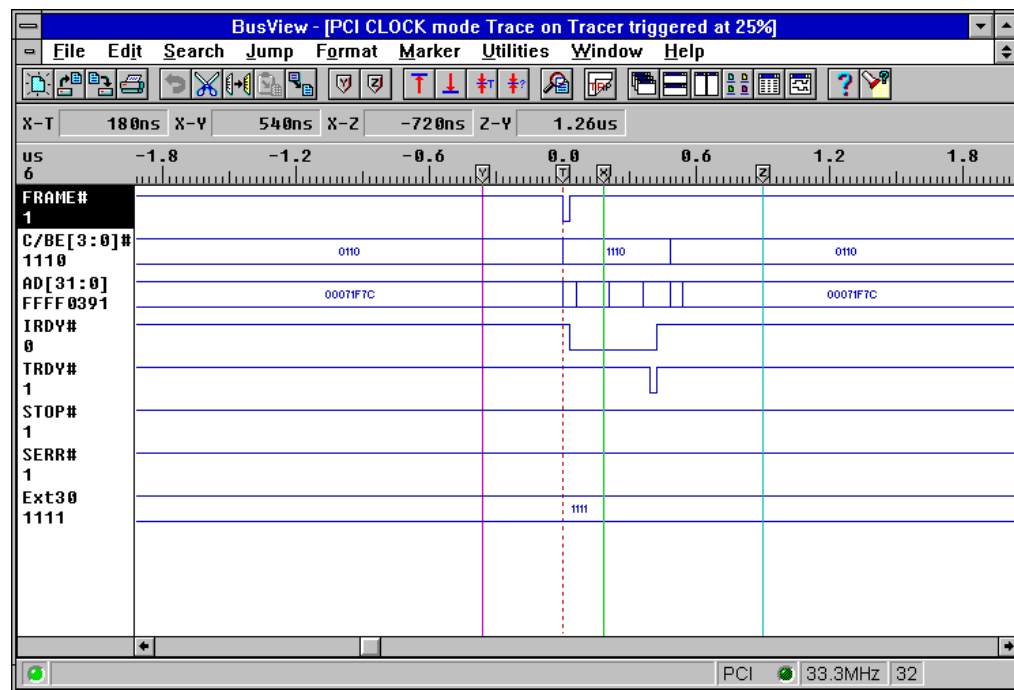 BusView - [PCI CLOCK mode Trace on Tracer triggered at 25%]
File Edit Search Jump Format Marker Utilities Window Help
X-T 180ns X-Y 540ns X-Z -720ns Z-Y 1.26us
us -1.8 -1.2 -0.6 0.0 0.6 1.2 1.8
6 Y T X Z
FRAME#
1
C/BE[3:0]#
1110 0110 1110 0110
AD[31:0]
FFFF0391 00071F7C 00071F7C
IRDY#
0
TRDY#
1
STOP#
1
SERR#
1
Ext30
1111 1111
PCI 33.3MHz 32